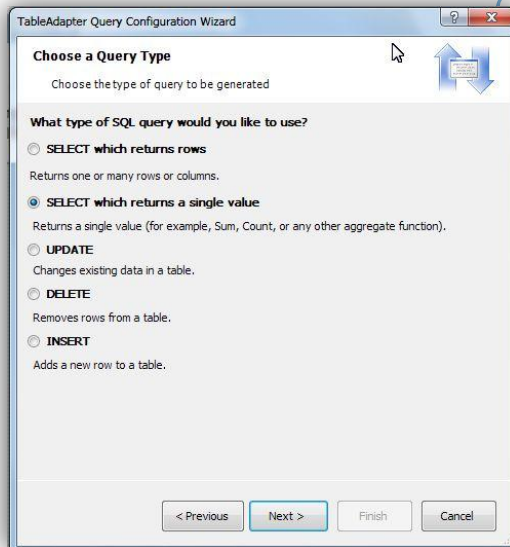 TableAdapter Query Configuration Wizard
? X
Choose a Query Type
Choose the type of query to be generated
What type of SQL query would you like to use?
SELECT which returns rows
Returns one or many rows or columns.
SELECT which returns a single value
Returns a single value (for example, Sum, Count, or any other aggregate function).
UPDATE
Changes existing data in a table.
DELETE
Removes rows from a table.
INSERT
Adds a new row to a table.
< Previous Next > Finish Cancel